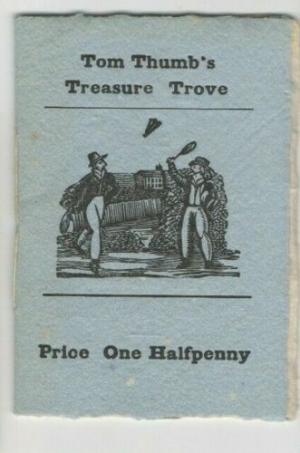 Tom Thumb's
Treasure Trove
Price One Halfpenny